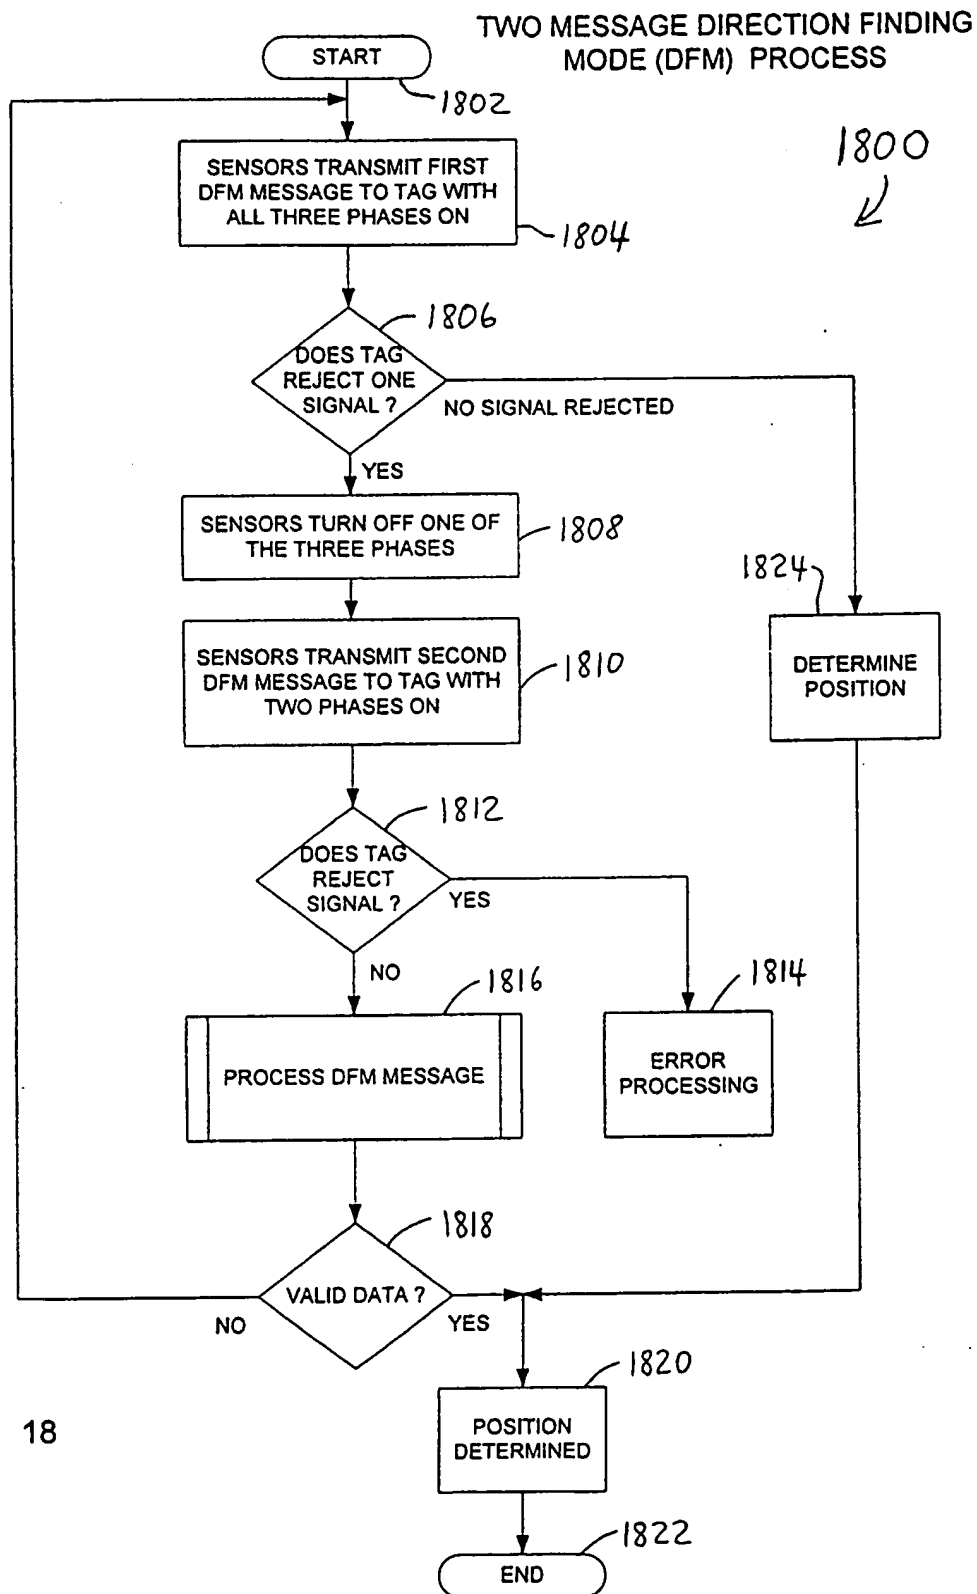 TWO MESSAGE DIRECTION FINDING
MODE (DFM) PROCESS
START
1802
1800
SENSORS TRANSMIT FIRST
DFM MESSAGE TO TAG WITH
ALL THREE PHASES ON
1804
1806
DOES TAG
REJECT ONE
SIGNAL ?
NO SIGNAL REJECTED
YES
SENSORS TURN OFF ONE OF
THE THREE PHASES
1808
1824
SENSORS TRANSMIT SECOND
DFM MESSAGE TO TAG WITH
TWO PHASES ON
1810
DETERMINE
POSITION
1812
DOES TAG
REJECT
SIGNAL ?
YES
NO
1816
1814
PROCESS DFM MESSAGE
ERROR
PROCESSING
1818
VALID DATA ?
NO
YES
1820
POSITION
DETERMINED
18
1822
END